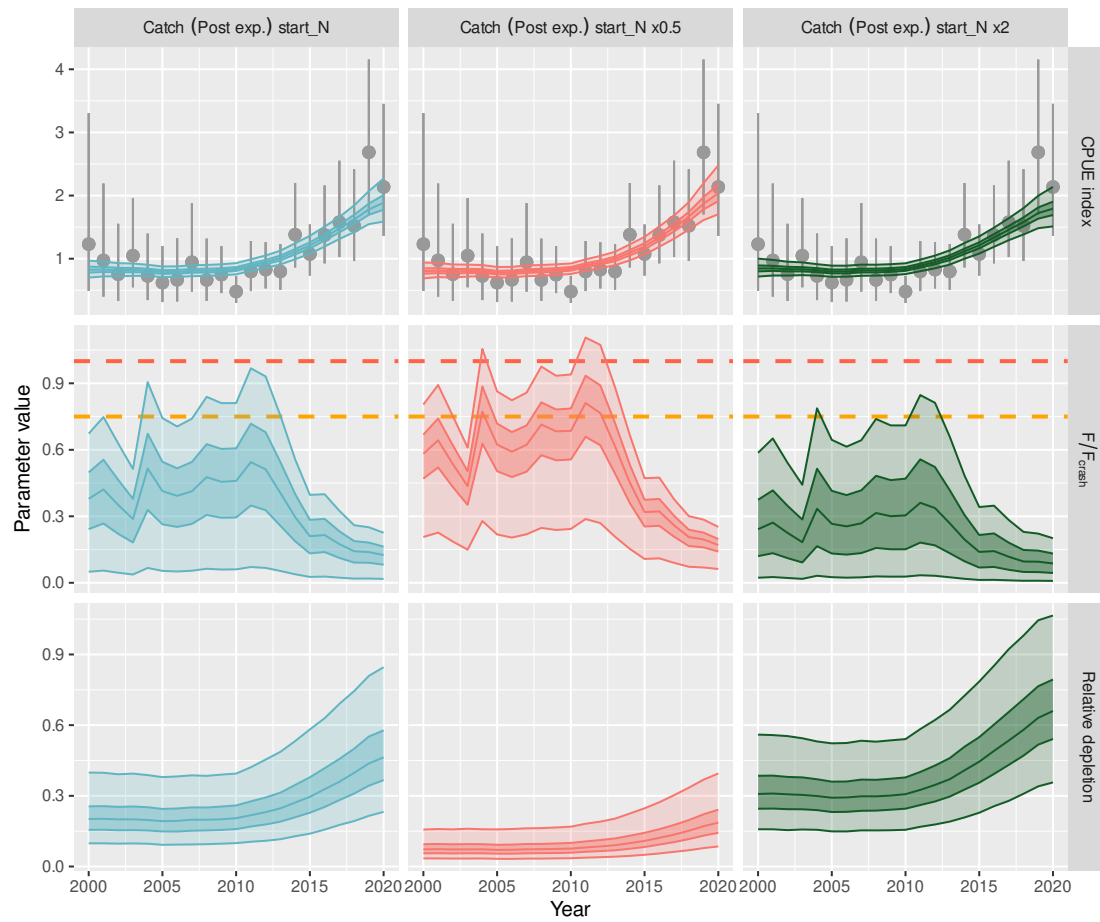 Catch (Post exp.) start_N
Catch (Post exp.) start_N x0.5
Catch (Post exp.) start_N x2
4
3
2
1
CPUE index
0.9
0.6
0.3
0.0
F/Fcrash
0.9
0.6
0.3
0.0
Relative depletion
Parameter value
2000 2005 2010 2015 2020
2000 2005 2010 2015 2020
2000 2005 2010 2015 2020
Year